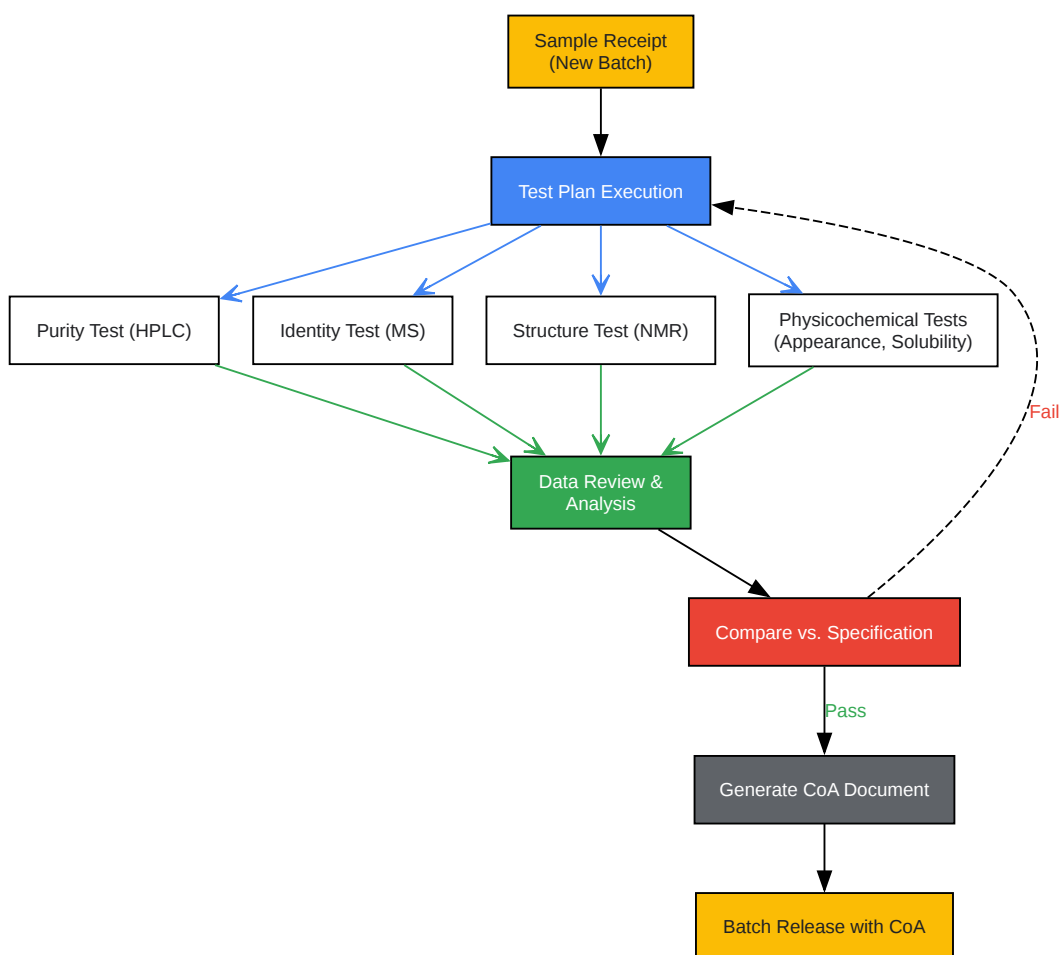 Sample Receipt
(New Batch)
Test Plan Execution
Purity Test (HPLC)
Identity Test (MS)
Structure Test (NMR)
Physicochemical Tests
(Appearance, Solubility)
Fail
Data Review &
Analysis
Compare vs. Specification
Pass
Generate CoA Document
Batch Release with CoA